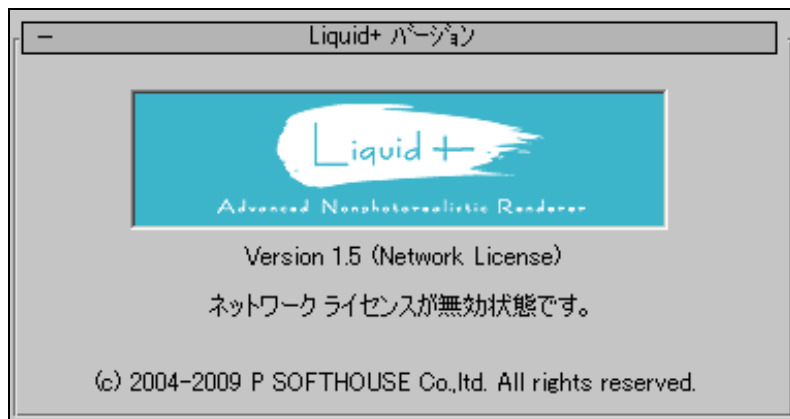 Liquid+ バージョン
Liquid+
Advanced Nonphotorealistic Renderer
Version 1.5 (Network License)
ネットワーク ライセンスが無効状態です。
(c) 2004-2009 P SOFTHOUSE Co.,ltd. All rights reserved.